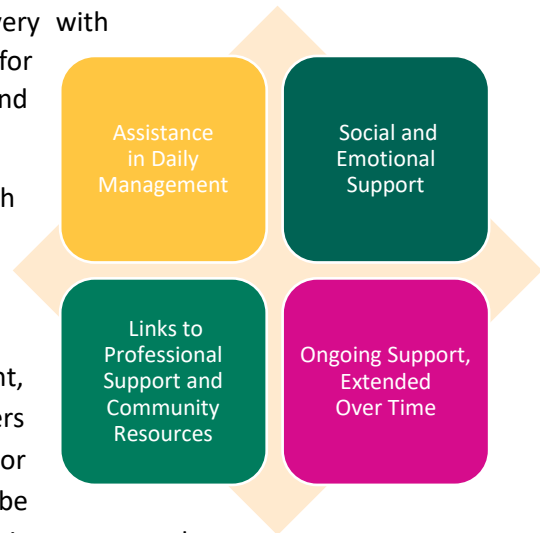 very with
for
nd
h
nt,
ers
or
be
Assistance
in Daily
Management
Social and
Emotional
Support
Links to
Professional
Support and
Community
Resources
Ongoing Support,
Extended
Over Time